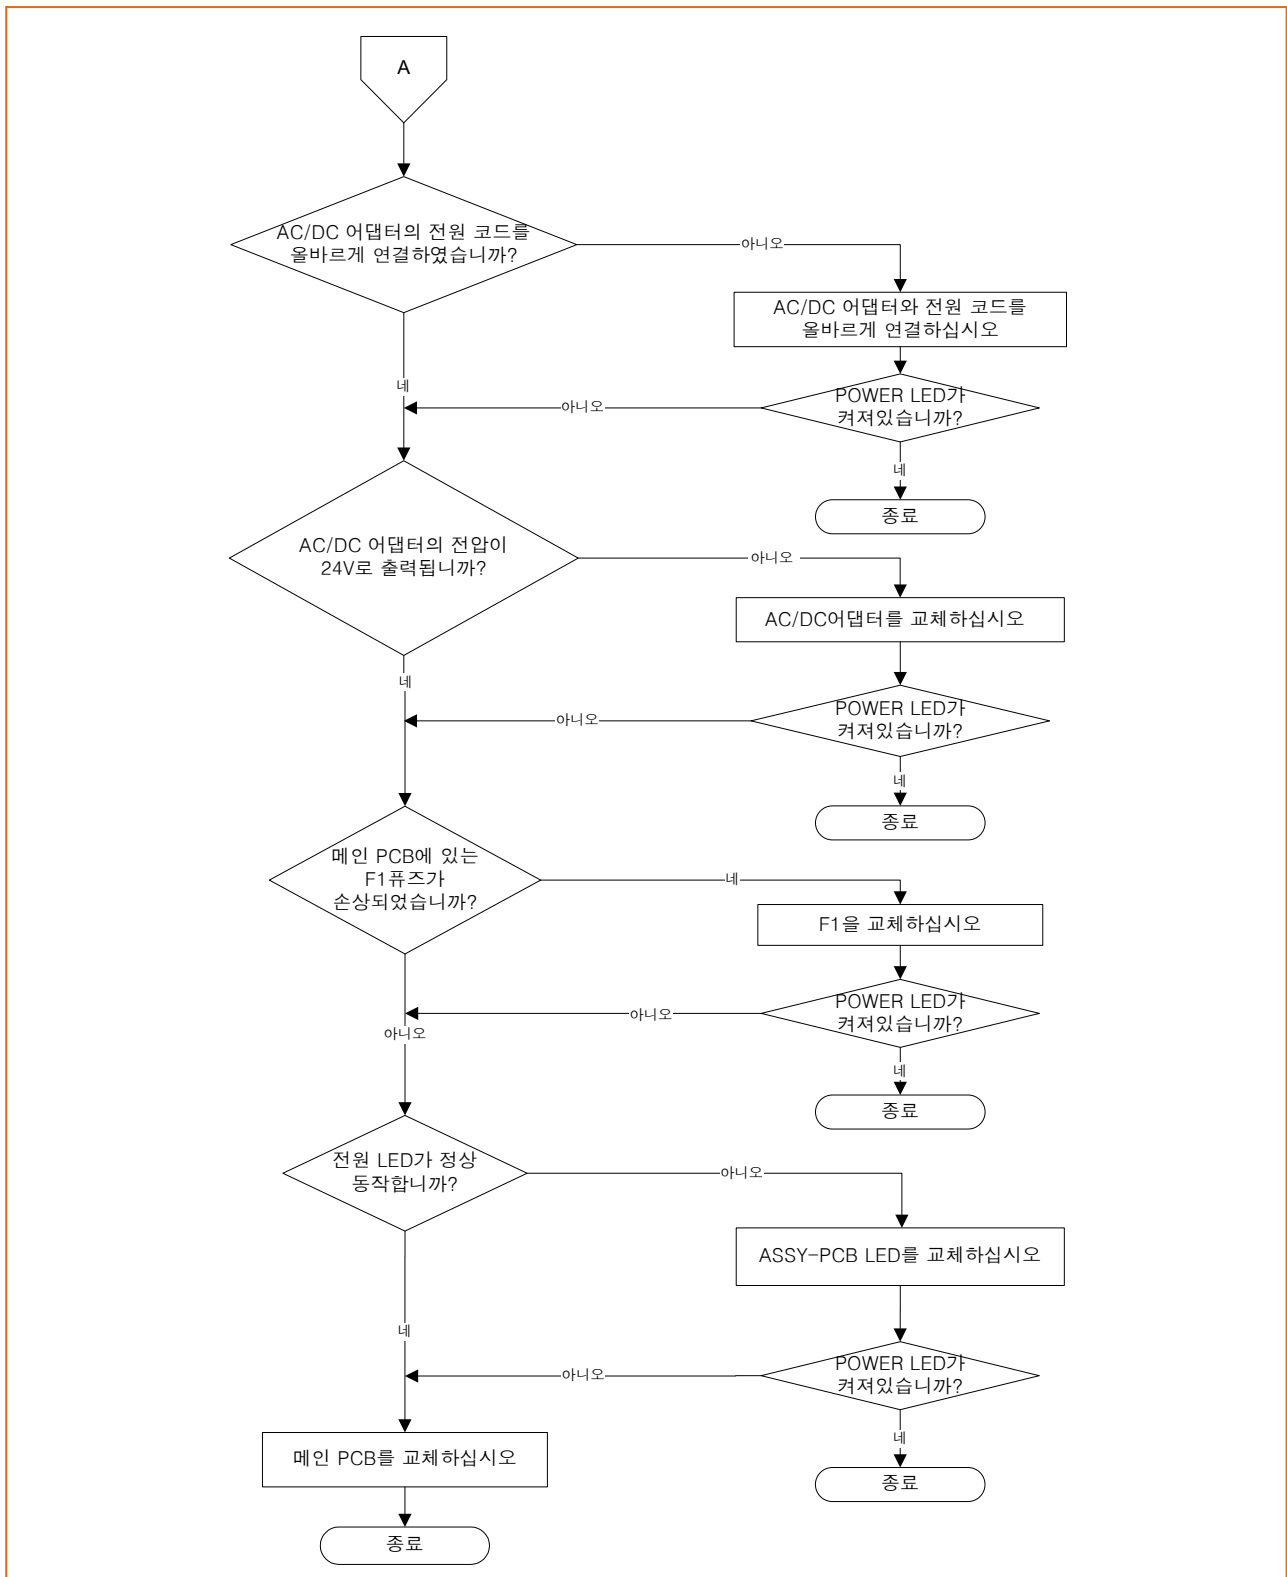 A
AC/DC 어댑터의 전원 코드를
올바르게 연결하였습니까?
아니오
AC/DC 어댑터와 전원 코드를
올바르게 연결하십시오
네
아니오
POWER LED가
켜져있습니까?
네
종료
AC/DC 어댑터의 전압이
24V로 출력됩니까?
아니오
AC/DC어댑터를 교체하십시오
네
아니오
POWER LED가
켜져있습니까?
네
종료
메인 PCB에 있는
F1퓨즈가
손상되었습니까?
네
F1을 교체하십시오
아니오
POWER LED가
켜져있습니까?
아니오
네
종료
전원 LED가 정상
동작합니까?
아니오
ASSY-PCB LED를 교체하십시오
네
아니오
POWER LED가
켜져있습니까?
네
종료
메인 PCB를 교체하십시오
종료